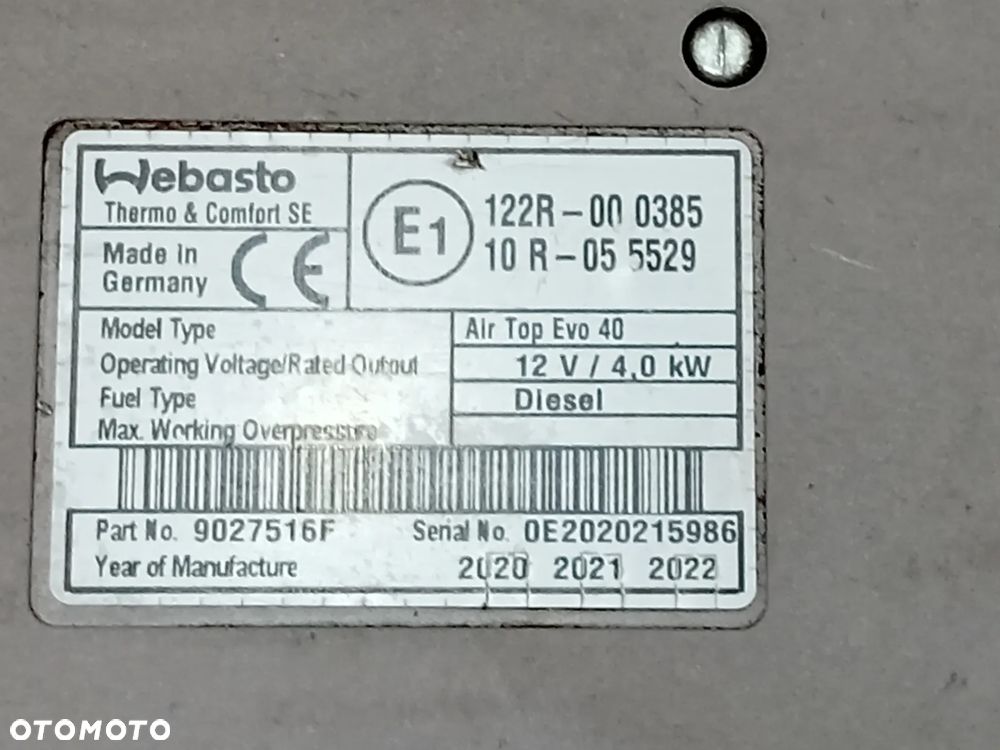 Webasto
Thermo & Comfort SE
Made in
Germany
CE
E1
122R-00 0385
10 R-05 5529
Model Type Air Top Evo 40
Operating Voltage/Rated Output 12 V / 4,0 kW
Fuel Type Diesel
Max. Working Overpressure
Part No. 9027516F Serial No. 0E2020215986
Year of Manufacture 2020 2021 2022
OTOMOTO